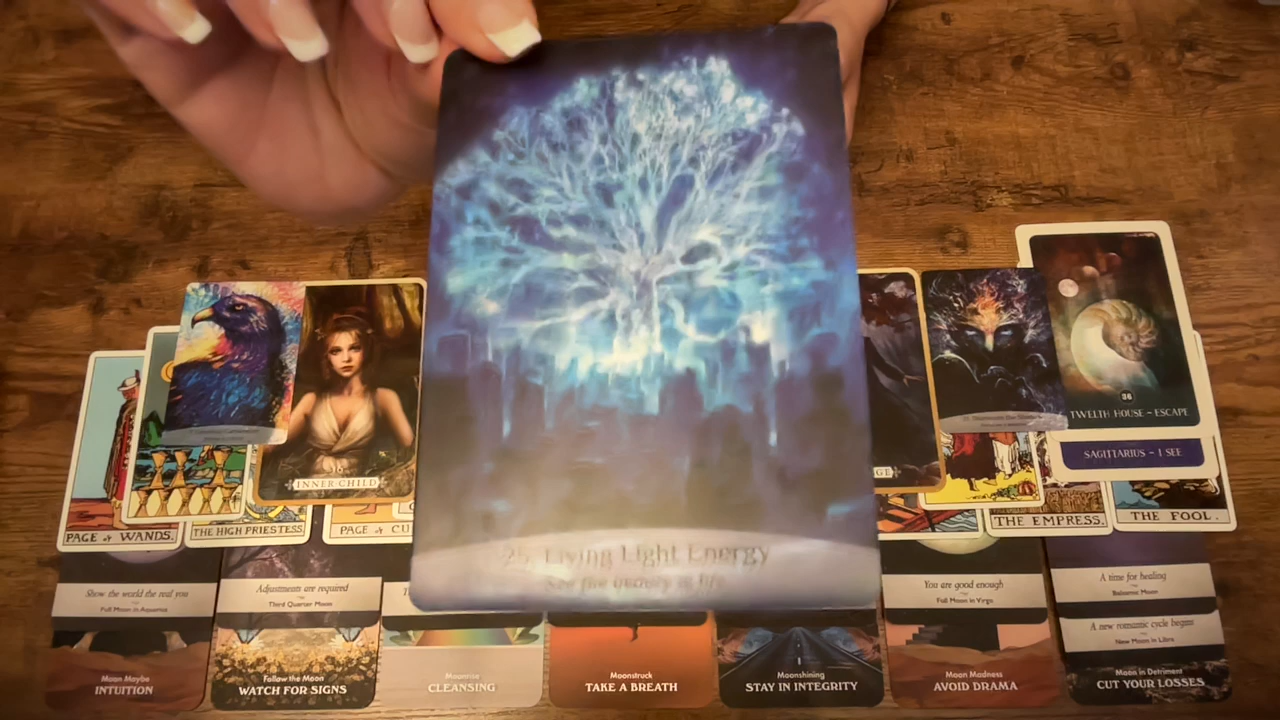 25. Living Light Energy
See the beauty in life
36
TWELTH HOUSE ~ ESCAPE
SAGITTARIUS ~ I SEE
INNER CHILD
PAGE of WANDS.
THE HIGH PRIESTESS
PAGE of CU
GE
THE EMPRESS.
THE FOOL.
Show the world the real you
Full Moon in Aquarius
Adjustments are required
Third Quarter Moon
You are good enough
Full Moon in Virgo
A time for healing
Balsamic Moon
A new romantic cycle begins
New Moon in Libra
Moon Maybe
INTUITION
Follow the Moon
WATCH FOR SIGNS
Moonrise
CLEANSING
Moonstruck
TAKE A BREATH
Moonshining
STAY IN INTEGRITY
Moon Madness
AVOID DRAMA
Moon in Detriment
CUT YOUR LOSSES